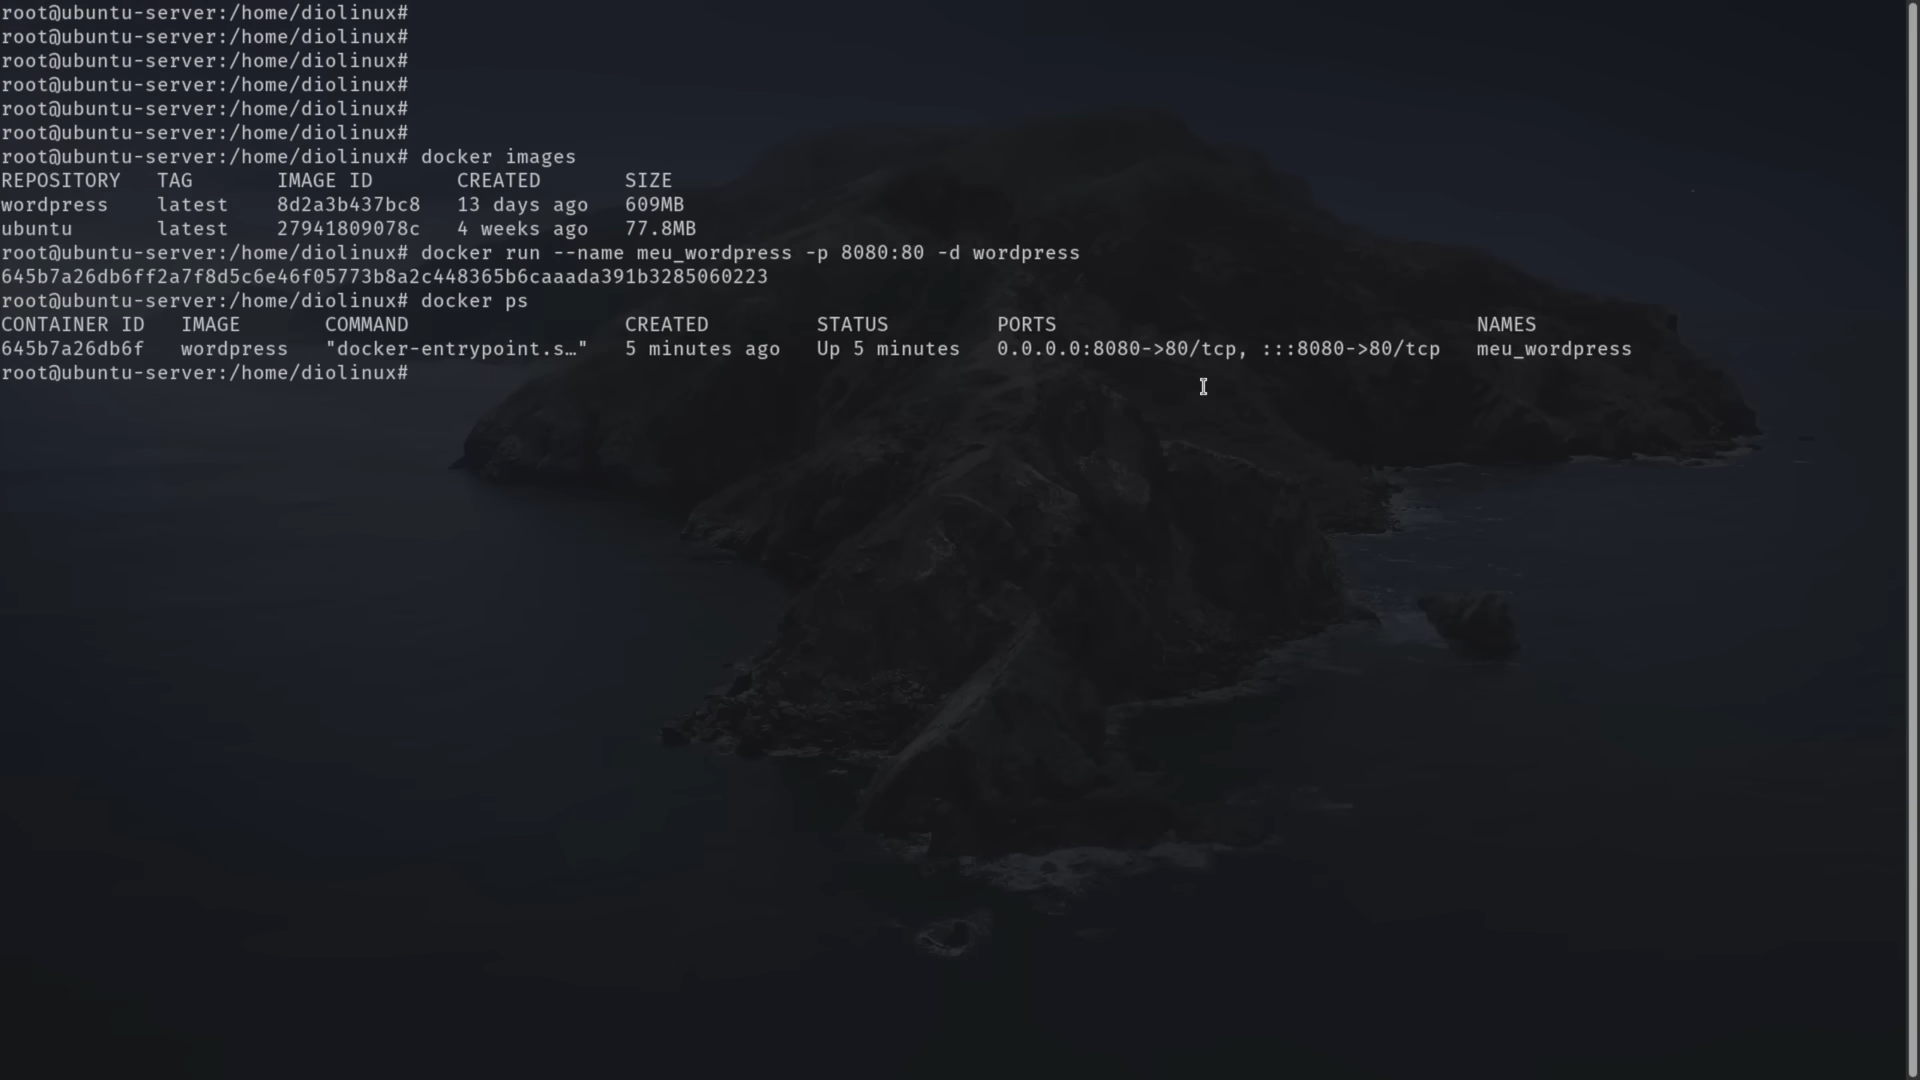 root@ubuntu-server:/home/diolinux#
root@ubuntu-server:/home/diolinux#
root@ubuntu-server:/home/diolinux#
root@ubuntu-server:/home/diolinux#
root@ubuntu-server:/home/diolinux#
root@ubuntu-server:/home/diolinux#
root@ubuntu-server:/home/diolinux# docker images
REPOSITORY   TAG       IMAGE ID       CREATED       SIZE
wordpress    latest    8d2a3b437bc8   13 days ago   609MB
ubuntu       latest    27941809078c   4 weeks ago   77.8MB
root@ubuntu-server:/home/diolinux# docker run --name meu_wordpress -p 8080:80 -d wordpress
645b7a26db6ff2a7f8d5c6e46f05773b8a2c448365b6caaada391b3285060223
root@ubuntu-server:/home/diolinux# docker ps
CONTAINER ID   IMAGE       COMMAND                  CREATED         STATUS         PORTS                                   NAMES
645b7a26db6f   wordpress   "docker-entrypoint.s…"   5 minutes ago   Up 5 minutes   0.0.0.0:8080->80/tcp, :::8080->80/tcp   meu_wordpress
root@ubuntu-server:/home/diolinux#